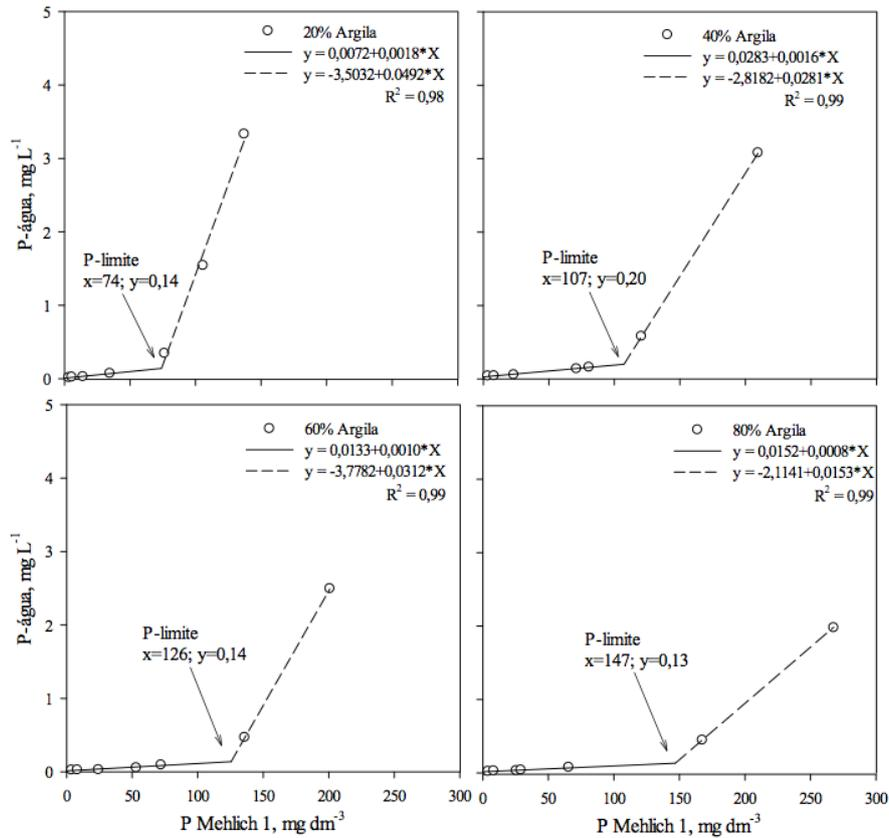 5
4
3
2
1
0
P-água, mg L-1
20% Argila
y = 0,0072+0,0018*X
y = -3,5032+0.0492*X
R2 = 0,98
P-limite
x=74; y=0,14
40% Argila
y = 0,0283+0,0016*X
y = -2,8182+0,0281*X
R2 = 0,99
P-limite
x=107; y=0,20
5
4
3
2
1
0
P-água, mg L-1
60% Argila
y = 0,0133+0,0010*X
y = -3,7782+0,0312*X
R2 = 0,99
P-limite
x=126; y=0,14
0 50 100 150 200 250 300
P Mehlich 1, mg dm-3
80% Argila
y = 0,0152+0,0008*X
y = -2,1141+0,0153*X
R2 = 0,99
P-limite
x=147; y=0,13
0 50 100 150 200 250 300
P Mehlich 1, mg dm-3